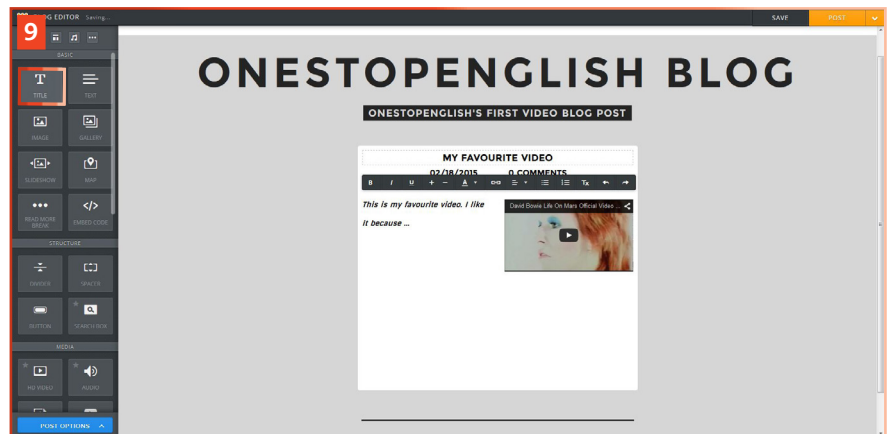 9
BLOG EDITOR Saving...
SAVE
POST
BASIC
T
TITLE
TEXT
IMAGE
GALLERY
SLIDESHOW
MAP
READ MORE
BREAK
EMBED CODE
STRUCTURE
DIVIDER
SPACER
BUTTON
SEARCH BOX
MEDIA
HD VIDEO
AUDIO
POST OPTIONS
ONESTOPENGLISH BLOG
ONESTOPENGLISH'S FIRST VIDEO BLOG POST
MY FAVOURITE VIDEO
02/18/2015 0 COMMENTS
B I U + - A Tx
This is my favourite video. I like
it because ...
David Bowie Life On Mars Official Video ...